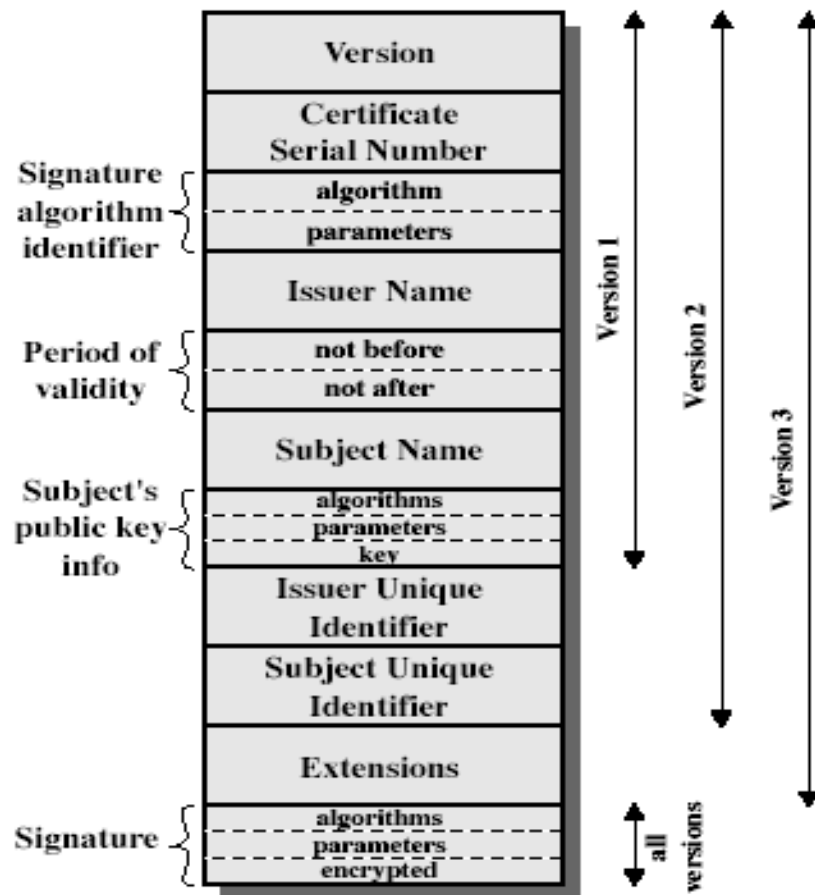 Version
Certificate
Serial Number
Signature
algorithm
identifier
algorithm
parameters
Issuer Name
Period of
validity
not before
not after
Subject Name
Subject's
public key
info
algorithms
parameters
key
Issuer Unique
Identifier
Subject Unique
Identifier
Extensions
Signature
algorithms
parameters
encrypted
Version 1
Version 2
Version 3
all
versions